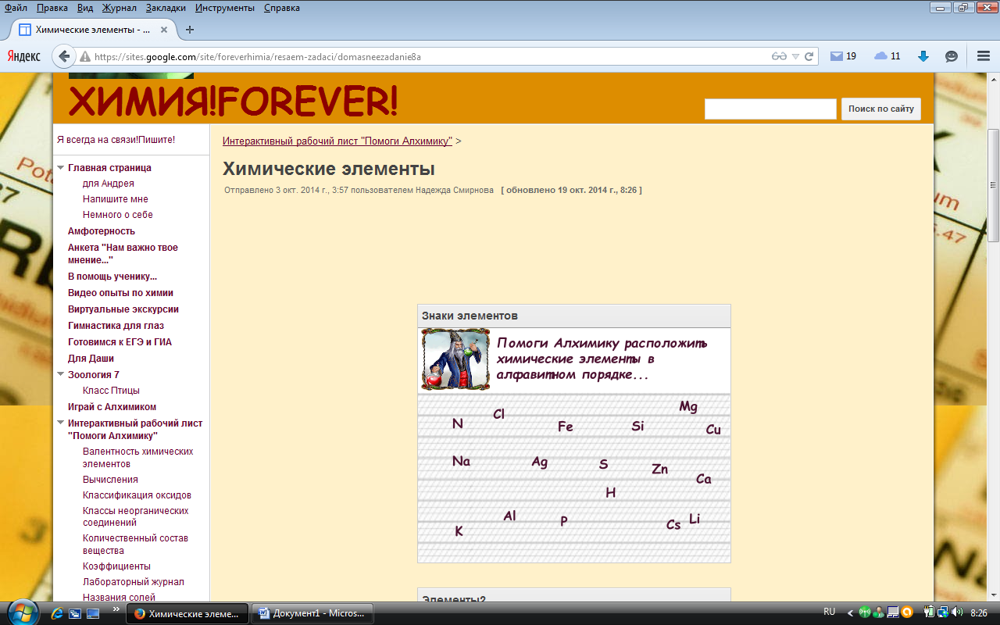 Файл Правка Вид Журнал Закладки Инструменты Справка
Химические элементы - ...
Яндекс
https://sites.google.com/site/foreverhimia/resaem-zadaci/domasneezadanie8a
19
11
ХИМИЯ!FOREVER!
Поиск по сайту
Я всегда на связи!Пишите!
Главная страница
для Андрея
Напишите мне
Немного о себе
Амфотерность
Анкета "Нам важно твое
мнение..."
В помощь ученику...
Видео опыты по химии
Виртуальные экскурсии
Гимнастика для глаз
Готовимся к ЕГЭ и ГИА
Для Даши
Зоология 7
Класс Птицы
Играй с Алхимиком
Интерактивный рабочий лист
"Помоги Алхимику"
Валентность химических
элементов
Вычисления
Классификация оксидов
Классы неорганических
соединений
Количественный состав
вещества
Коэффициенты
Лабораторный журнал
Названия солей
Интерактивный рабочий лист "Помоги Алхимику" >
Химические элементы
Отправлено 3 окт. 2014 г., 3:57 пользователем Надежда Смирнова [ обновлено 19 окт. 2014 г., 8:26 ]
Знаки элементов
Помоги Алхимику расположить
химические элементы в
алфавитном порядке...
Mg
Cl
N Fe Si Cu
Na Ag S Zn
Ca
H
Al P Cs Li
K
Элементы2
Химические элеме...
Документ1 - Micros...
RU
8:26